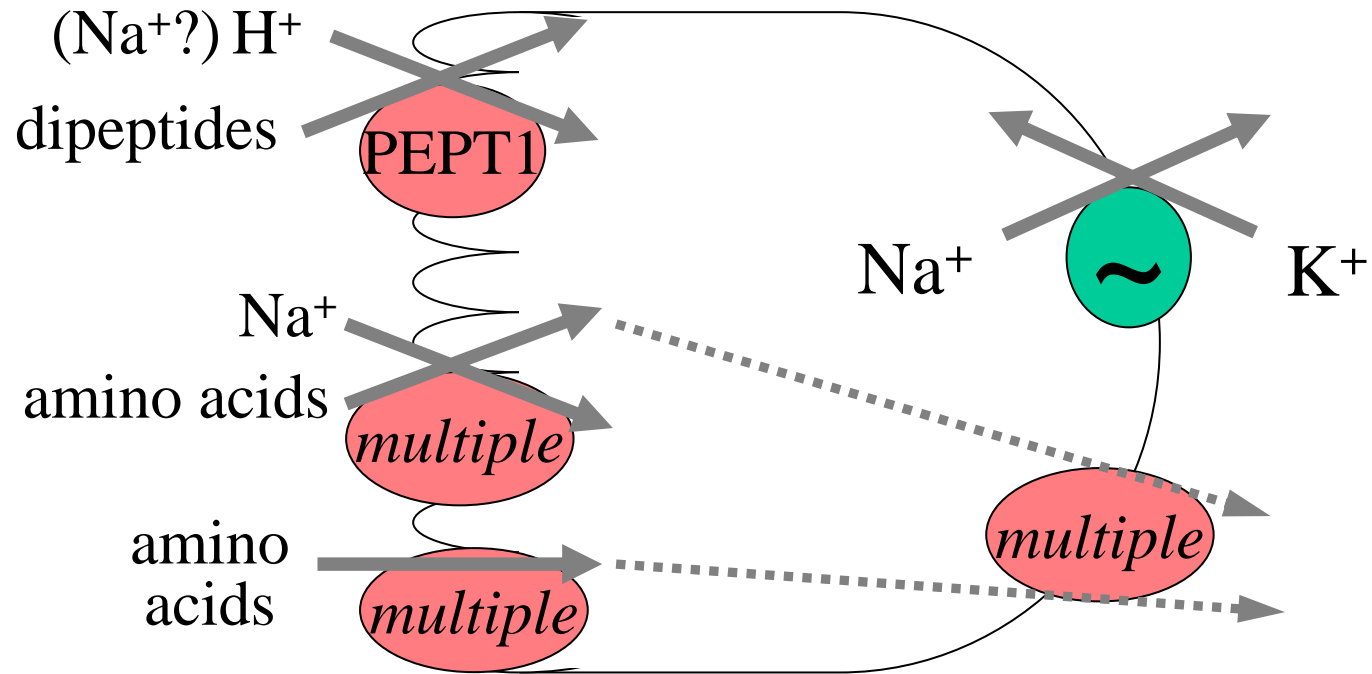 (Na⁺?) H⁺
dipeptides
PEPT1
Na⁺
~
K⁺
Na⁺
amino acids
multiple
multiple
amino
acids
multiple